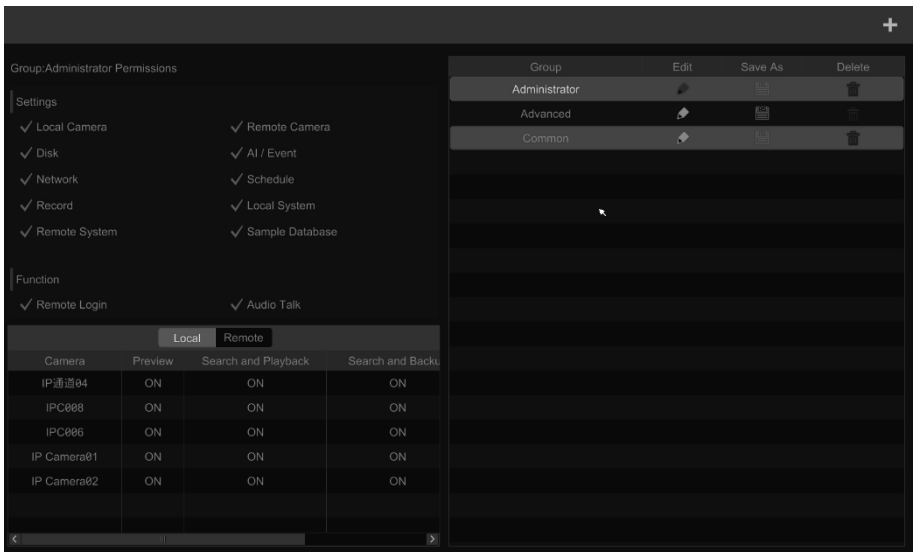 Group:Administrator Permissions
Settings
Local Camera Remote Camera
Disk AI / Event
Network Schedule
Record Local System
Remote System Sample Database
Function
Remote Login Audio Talk
Local Remote
Camera Preview Search and Playback Search and Backu
IP通道04 ON ON ON
IPC008 ON ON ON
IPC006 ON ON ON
IP Camera01 ON ON ON
IP Camera02 ON ON ON
Group Edit Save As Delete
Administrator
Advanced
Common